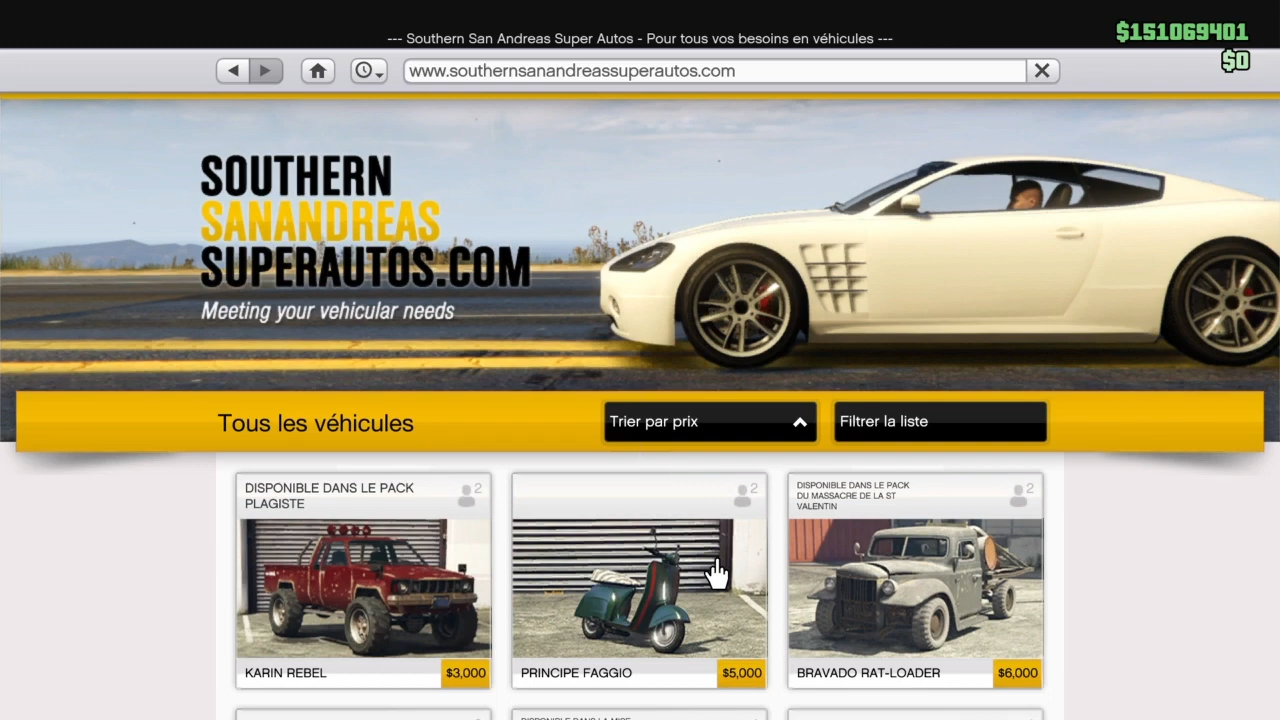 --- Southern San Andreas Super Autos - Pour tous vos besoins en véhicules ---
$151069401
$0
www.southernsanandreassuperautos.com
SOUTHERN
SANANDREAS
SUPERAUTOS.COM
Meeting your vehicular needs
Tous les véhicules
Trier par prix
Filtrer la liste
DISPONIBLE DANS LE PACK
PLAGISTE
2
KARIN REBEL
$3,000
2
PRINCIPE FAGGIO
$5,000
DISPONIBLE DANS LE PACK
DU MASSACRE DE LA ST
VALENTIN
2
BRAVADO RAT-LOADER
$6,000